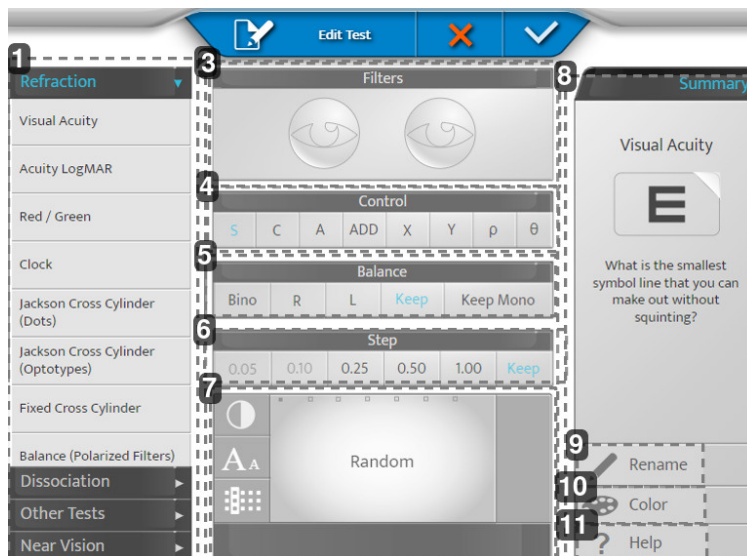 Edit Test
1
Refraction
Visual Acuity
Acuity LogMAR
Red / Green
Clock
Jackson Cross Cylinder
(Dots)
Jackson Cross Cylinder
(Optotypes)
Fixed Cross Cylinder
Balance (Polarized Filters)
Dissociation
Other Tests
Near Vision
3
Filters
4
Control
S C A ADD X Y ρ θ
5
Balance
Bino R L Keep Keep Mono
6
Step
0.05 0.10 0.25 0.50 1.00 Keep
7
A A
Random
8
Summary
Visual Acuity
E
What is the smallest
symbol line that you can
make out without
squinting?
9
Rename
10
Color
11
? Help